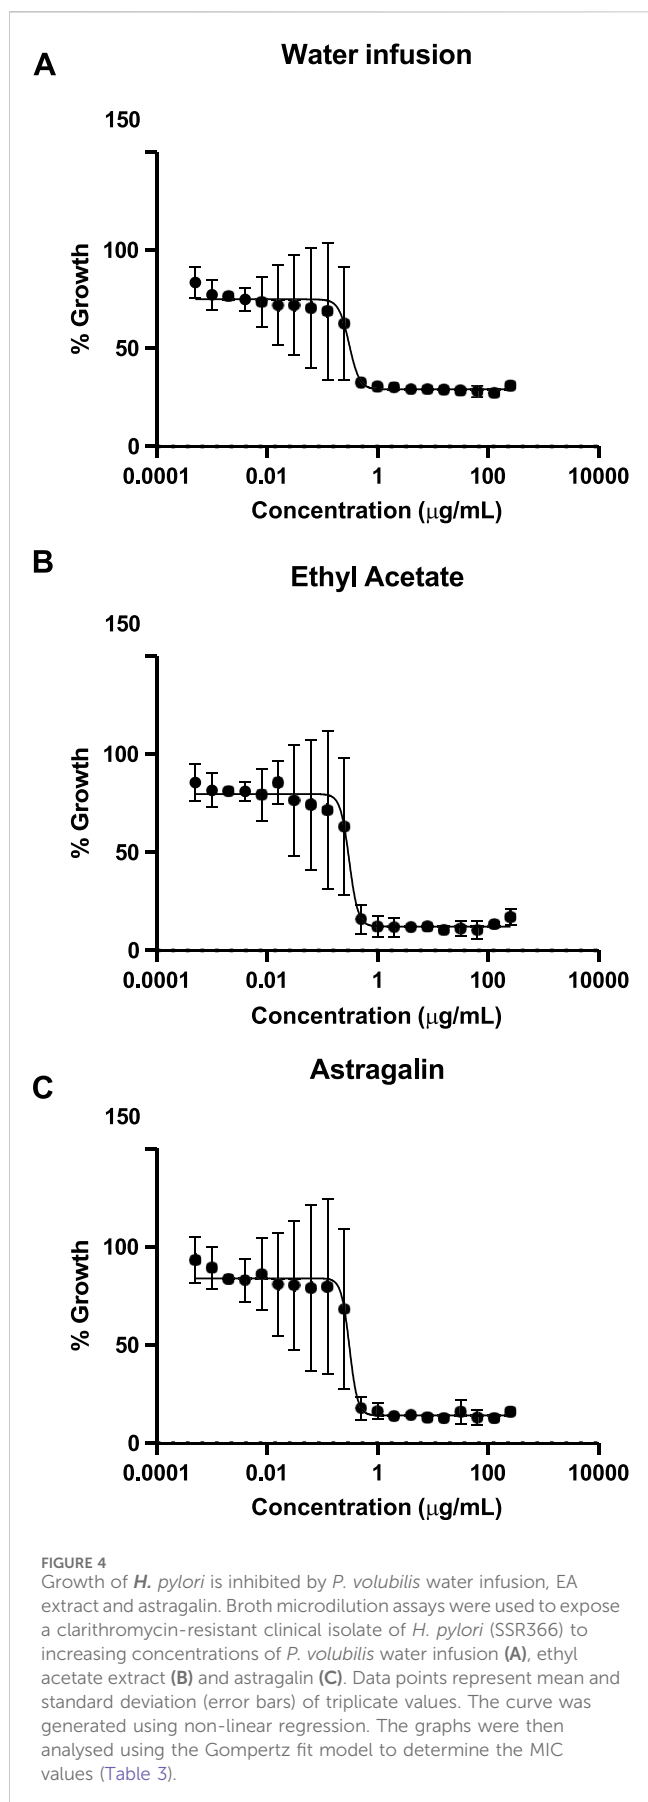 A
Water infusion
150
100
50
0
% Growth
0.0001 0.01 1 100 10000
Concentration (μg/mL)
B
Ethyl Acetate
150
100
50
0
% Growth
0.0001 0.01 1 100 10000
Concentration (μg/mL)
C
Astragalin
150
100
50
0
% Growth
0.0001 0.01 1 100 10000
Concentration (μg/mL)
FIGURE 4
Growth of H. pylori is inhibited by P. volubilis water infusion, EA
extract and astragalin. Broth microdilution assays were used to expose
a clarithromycin-resistant clinical isolate of H. pylori (SSR366) to
increasing concentrations of P. volubilis water infusion (A), ethyl
acetate extract (B) and astragalin (C). Data points represent mean and
standard deviation (error bars) of triplicate values. The curve was
generated using non-linear regression. The graphs were then
analysed using the Gompertz fit model to determine the MIC
values (Table 3).